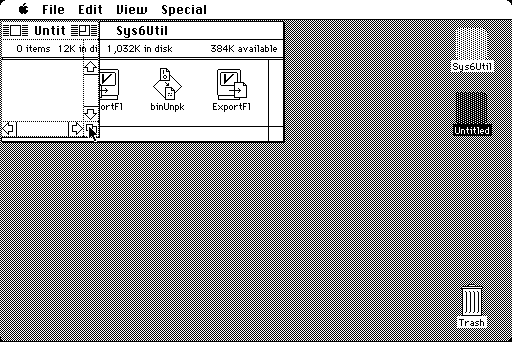 File Edit View Special
Untit Sys6Util
0 items 12K in di 1,032K in disk 384K available
ortF1 binUnpk ExportF1
Sys6Util
Untitled
Trash